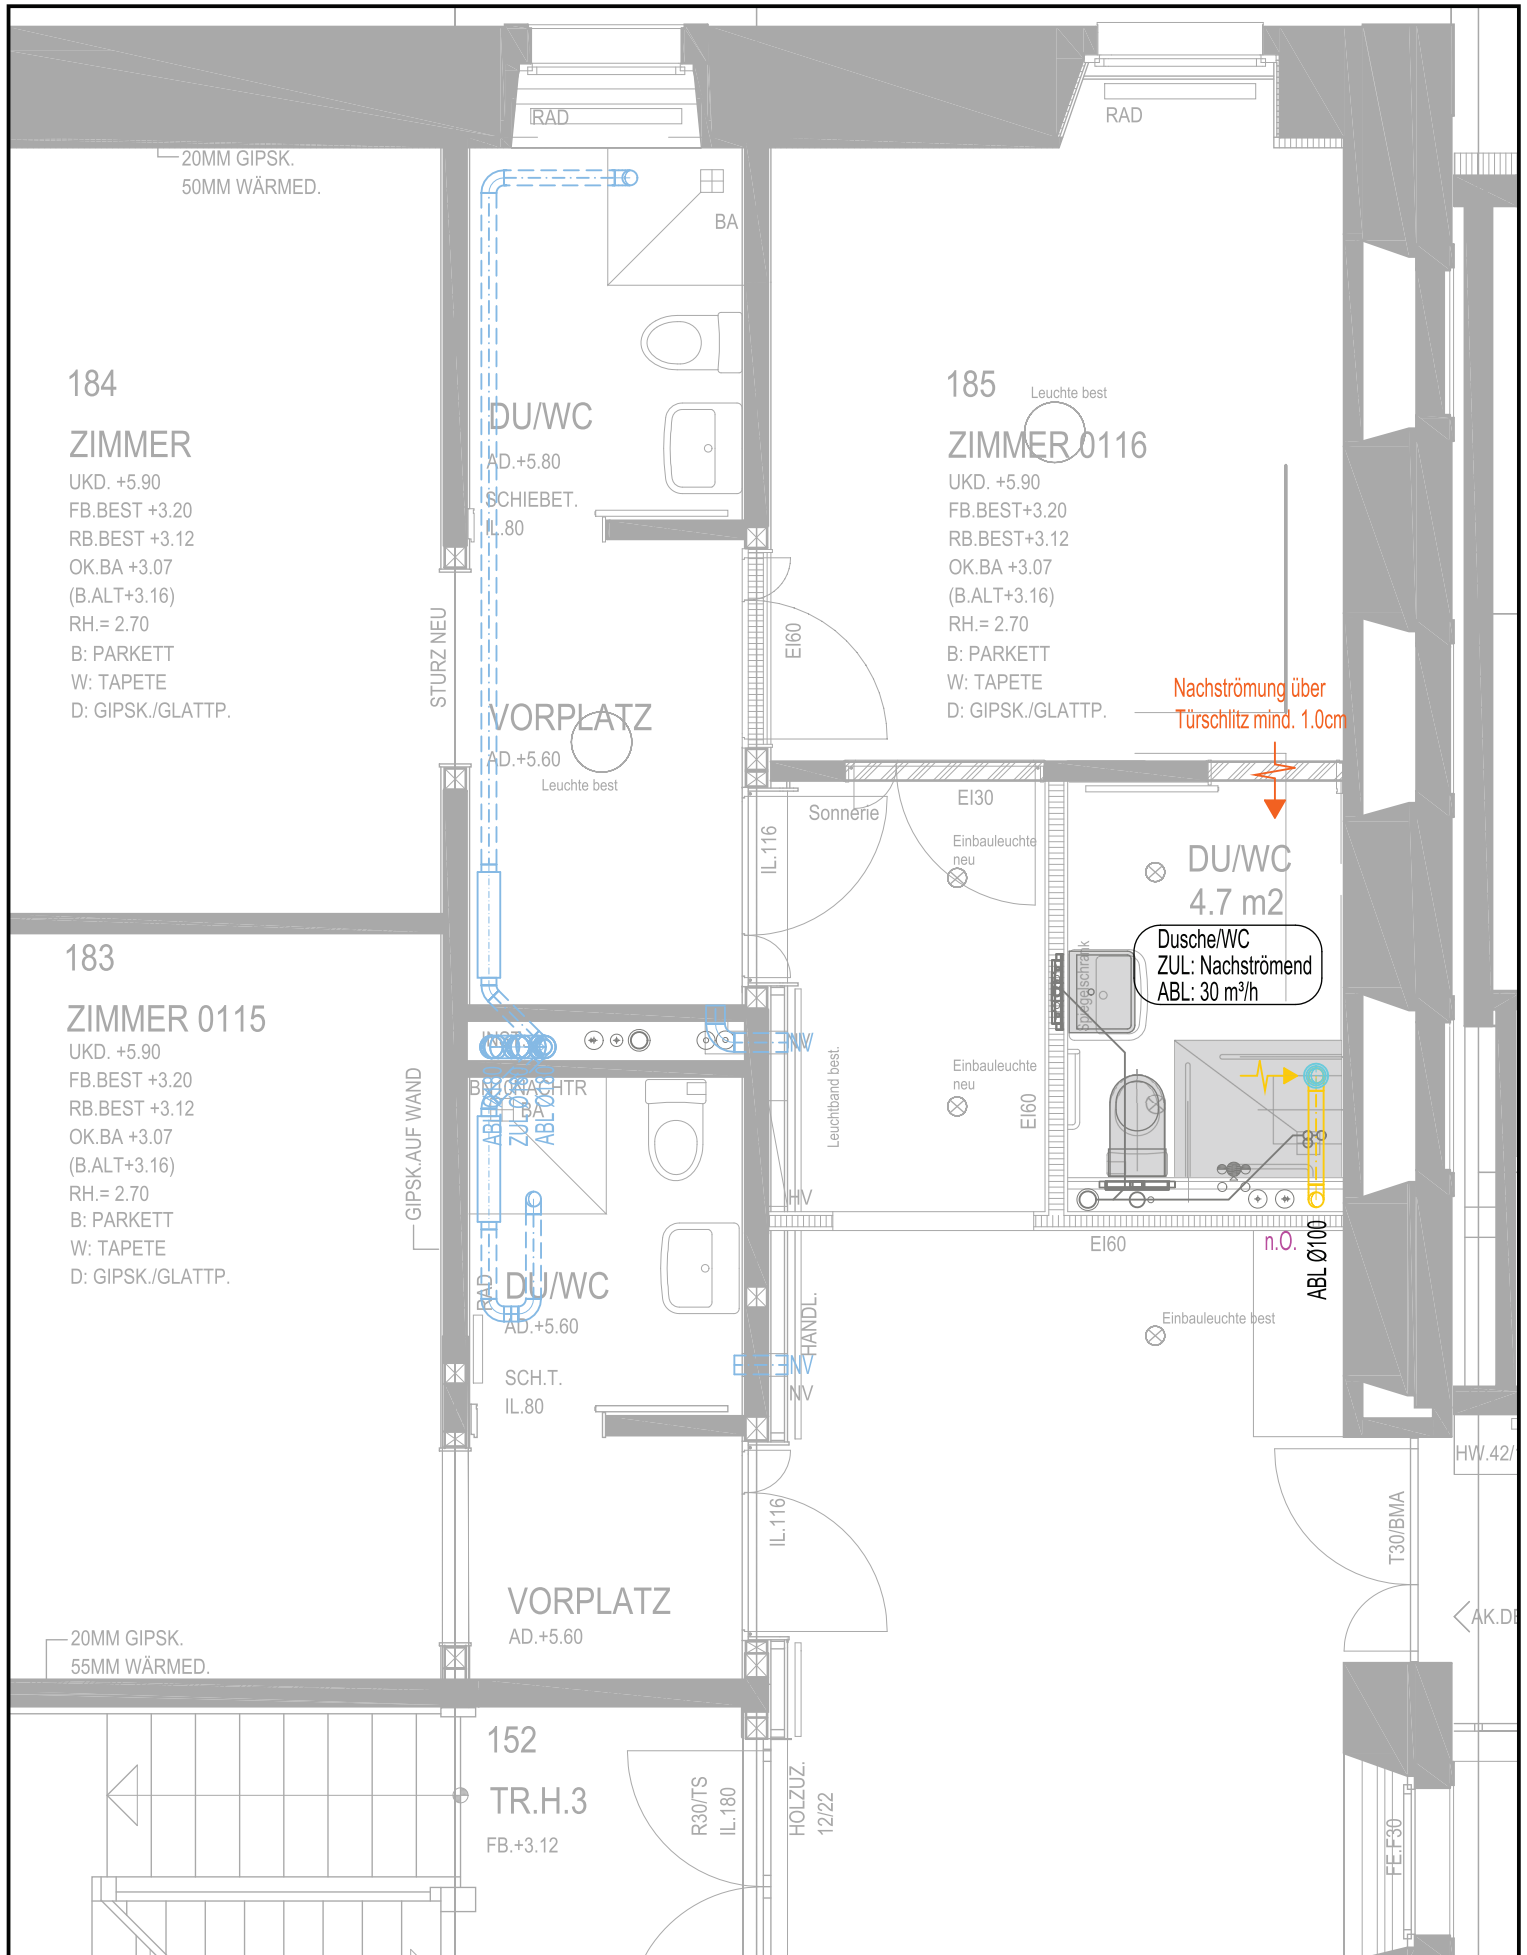 RAD
RAD
20MM GIPSK.
50MM WÄRMED.
BA
184
ZIMMER
UKD. +5.90
FB.BEST +3.20
RB.BEST +3.12
OK.BA +3.07
(B.ALT+3.16)
RH.= 2.70
B: PARKETT
W: TAPETE
D: GIPSK./GLATTP.
DU/WC
AD.+5.80
SCHIEBET.
IL.80
STURZ NEU
VORPLATZ
AD.+5.60
Leuchte best
EI60
185
Leuchte best
ZIMMER 0116
UKD. +5.90
FB.BEST+3.20
RB.BEST+3.12
OK.BA +3.07
(B.ALT+3.16)
RH.= 2.70
B: PARKETT
W: TAPETE
D: GIPSK./GLATTP.
Nachströmung über
Türschlitz mind. 1.0cm
Sonnerie
EI30
IL.116
Einbauleuchte
neu
DU/WC
4.7 m2
Dusche/WC
ZUL: Nachströmend
ABL: 30 m³/h
Spiegelschrank
183
ZIMMER 0115
UKD. +5.90
FB.BEST +3.20
RB.BEST +3.12
OK.BA +3.07
(B.ALT+3.16)
RH.= 2.70
B: PARKETT
W: TAPETE
D: GIPSK./GLATTP.
GIPSK.AUF WAND
NV
BA
Leuchtband best.
Einbauleuchte
neu
EI60
HV
EI60
n.O.
ABL Ø100
RAD
DU/WC
AD.+5.60
SCH.T.
IL.80
HANDL.
NV
NV
Einbauleuchte best
HW.42/
T30/BMA
IL.116
AK.DE
VORPLATZ
AD.+5.60
20MM GIPSK.
55MM WÄRMED.
152
TR.H.3
FB.+3.12
R30/TS
IL.180
HOLZUZ.
12/22
FE.F30